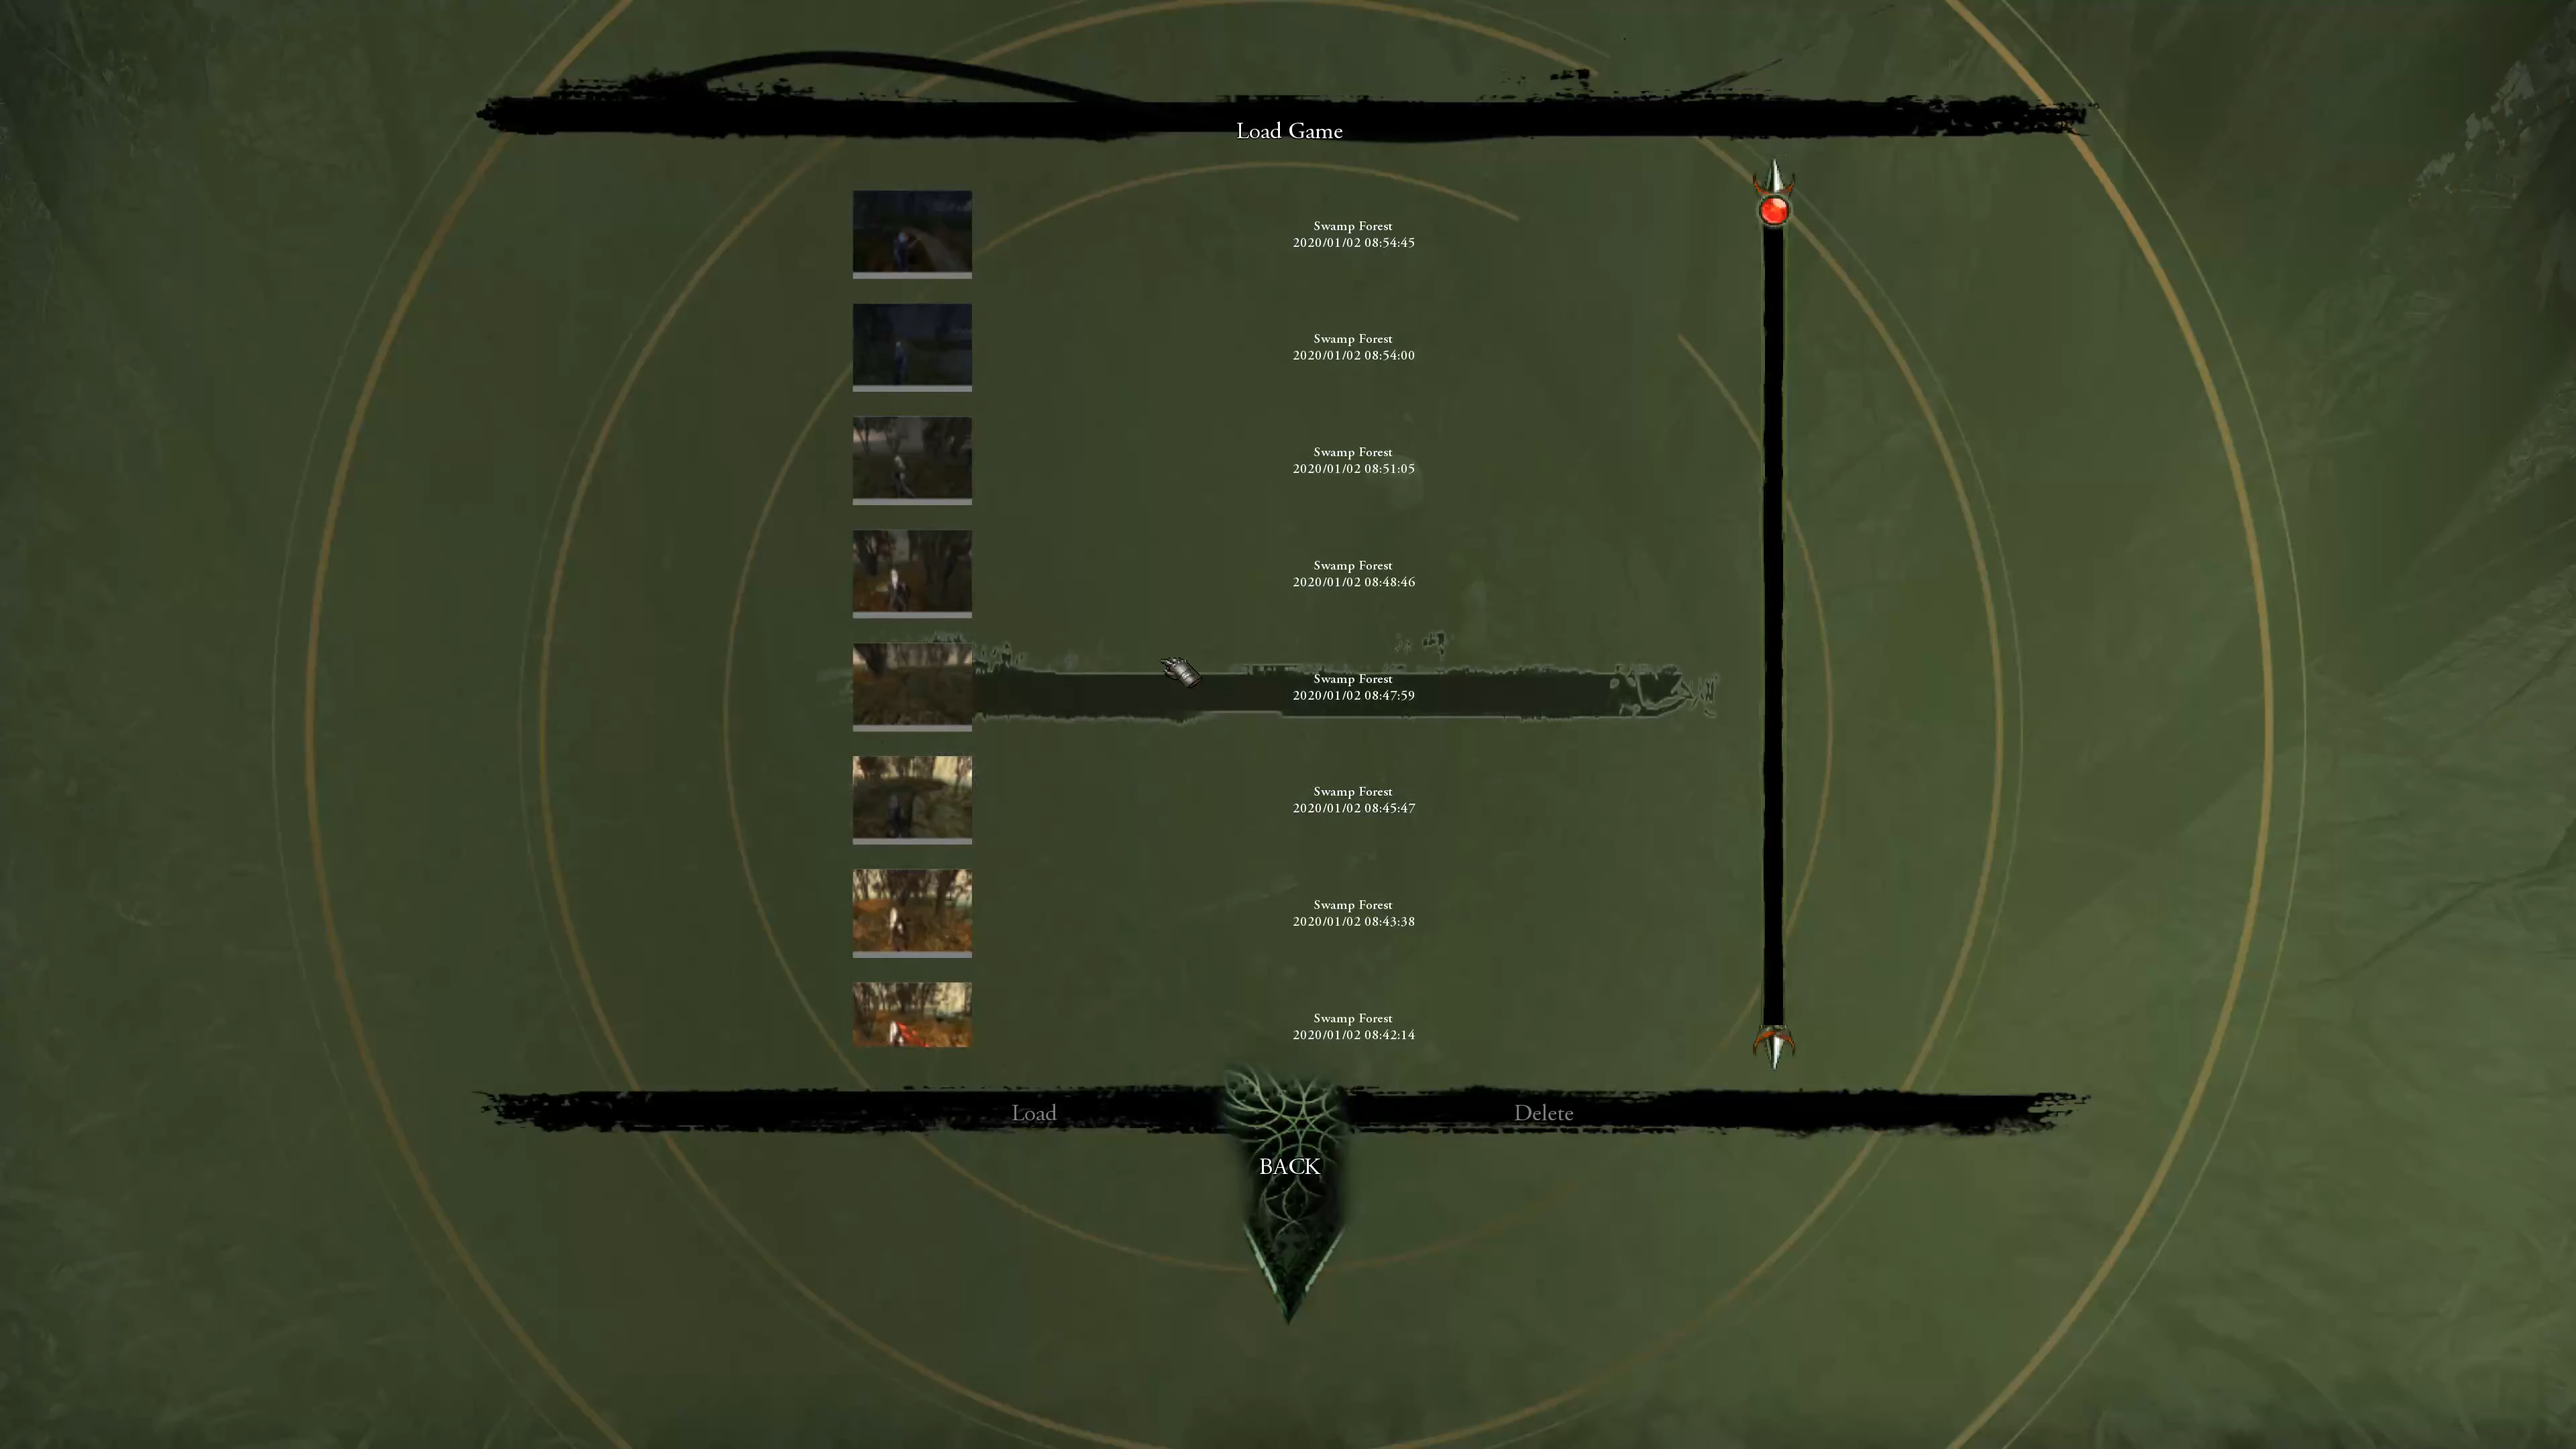 Load Game
Swamp Forest
2020/01/02 08:54:45
Swamp Forest
2020/01/02 08:54:00
Swamp Forest
2020/01/02 08:51:05
Swamp Forest
2020/01/02 08:48:46
Swamp Forest
2020/01/02 08:47:59
Swamp Forest
2020/01/02 08:45:47
Swamp Forest
2020/01/02 08:43:38
Swamp Forest
2020/01/02 08:42:14
Load
Delete
BACK